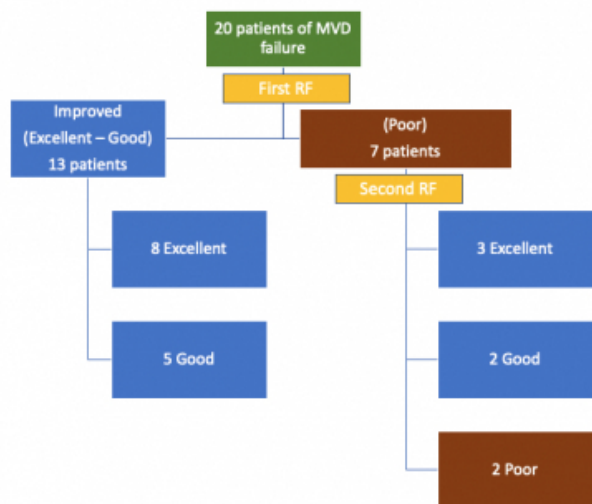 20 patients of MVD
failure
First RF
Improved
(Excellent – Good)
13 patients
(Poor)
7 patients
Second RF
8 Excellent
3 Excellent
5 Good
2 Good
2 Poor